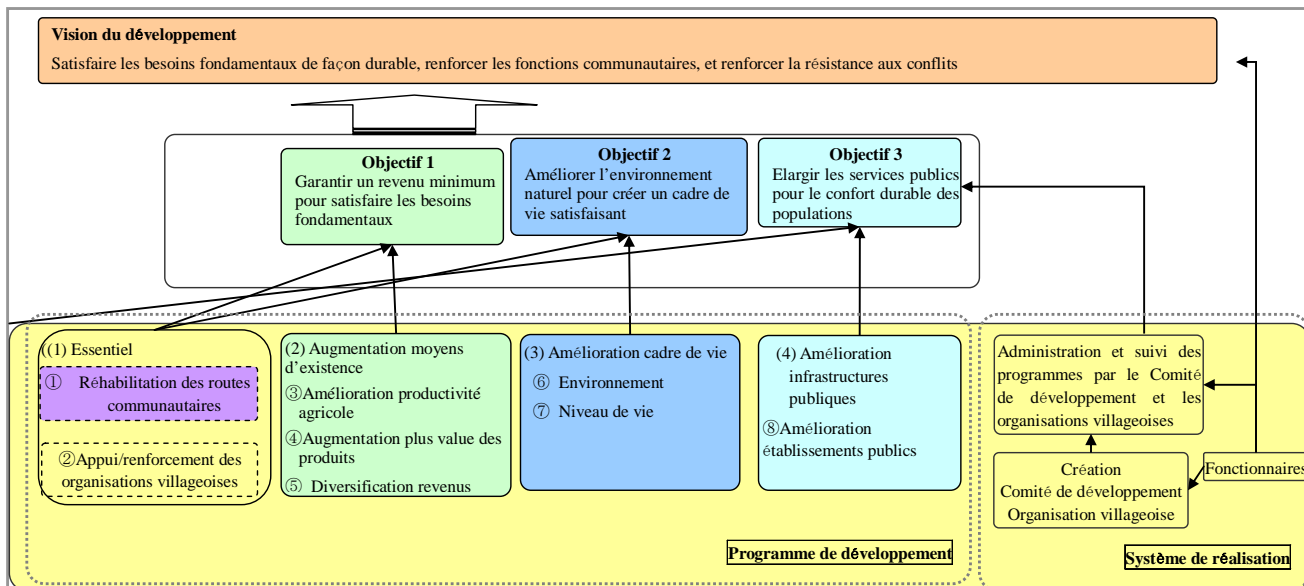 Vision du développement
Satisfaire les besoins fondamentaux de façon durable, renforcer les fonctions communautaires, et renforcer la résistance aux conflits
Objectif 1
Garantir un revenu minimum
pour satisfaire les besoins
fondamentaux
Objectif 2
Améliorer l'environnement
naturel pour créer un cadre de
vie satisfaisant
Objectif 3
Elargir les services publics
pour le confort durable des
populations
((1) Essentiel
① Réhabilitation des routes
communautaires
②Appui/renforcement des
organisations villageoises
(2) Augmentation moyens
d'existence
③Amélioration productivité
agricole
④Augmentation plus value des
produits
⑤ Diversification revenus
(3) Amélioration cadre de vie
⑥ Environnement
⑦ Niveau de vie
(4) Amélioration
infrastructures
publiques
⑧Amélioration
établissements publics
Programme de développement
Administration et suivi des
programmes par le Comité
de développement et les
organisations villageoises
Création
Comité de développement
Organisation villageoise
Fonctionnaires
Système de réalisation